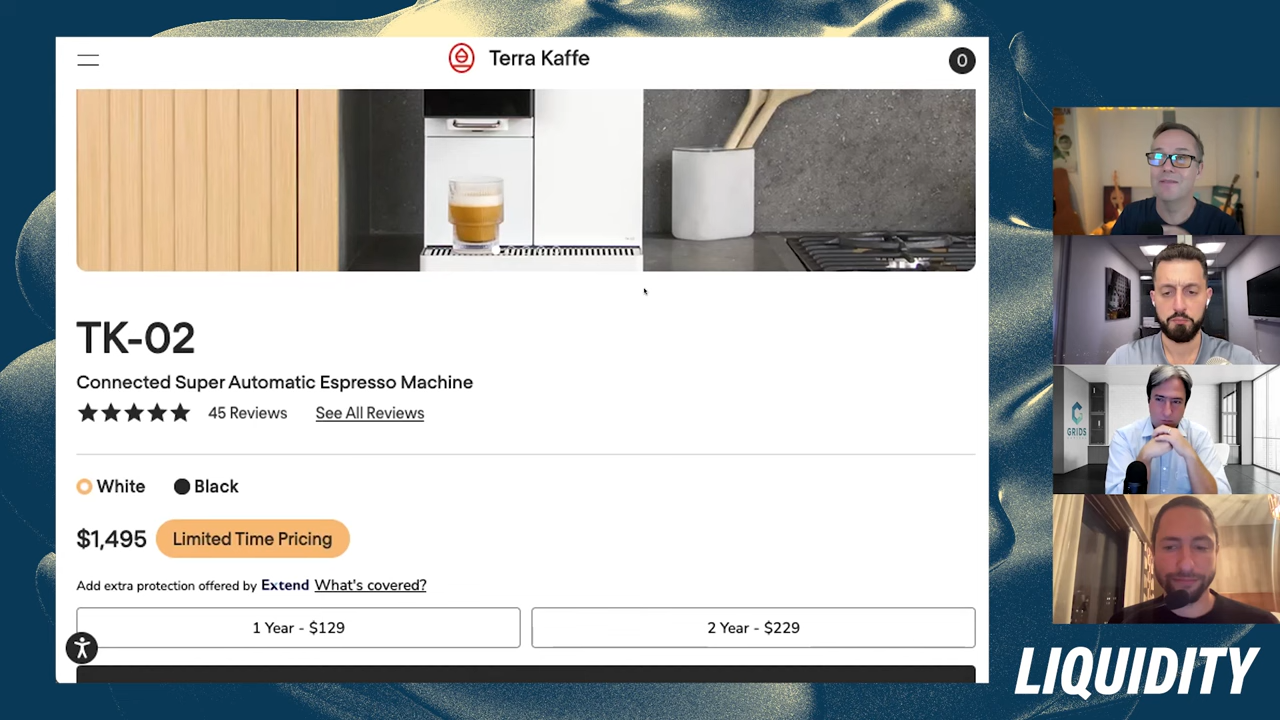 Terra Kaffe
0
TK-02
Connected Super Automatic Espresso Machine
45 Reviews See All Reviews
White Black
$1,495 Limited Time Pricing
Add extra protection offered by Extend What's covered?
1 Year - $129 2 Year - $229
GRIDS
LIQUIDITY